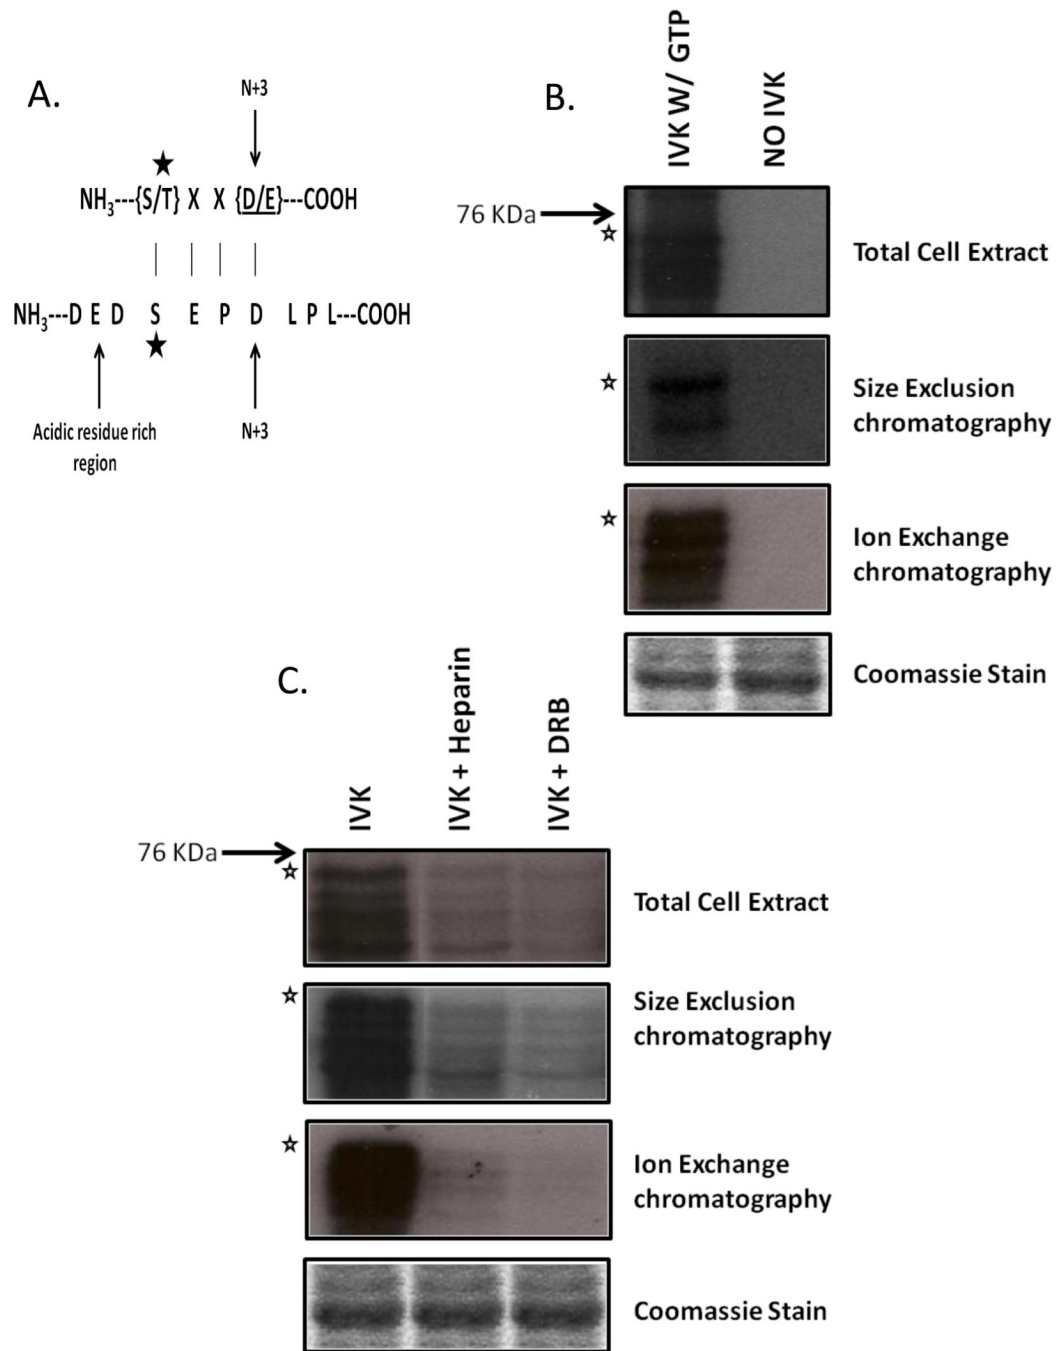 A.
N+3
NH3---{S/T} X X {D/E}---COOH
NH3---D E D S E P D L P L---COOH
Acidic residue rich
region
N+3
B.
IVK W/ GTP
NO IVK
76 KDa
Total Cell Extract
Size Exclusion
chromatography
Ion Exchange
chromatography
Coomassie Stain
C.
IVK
IVK + Heparin
IVK + DRB
76 KDa
Total Cell Extract
Size Exclusion
chromatography
Ion Exchange
chromatography
Coomassie Stain